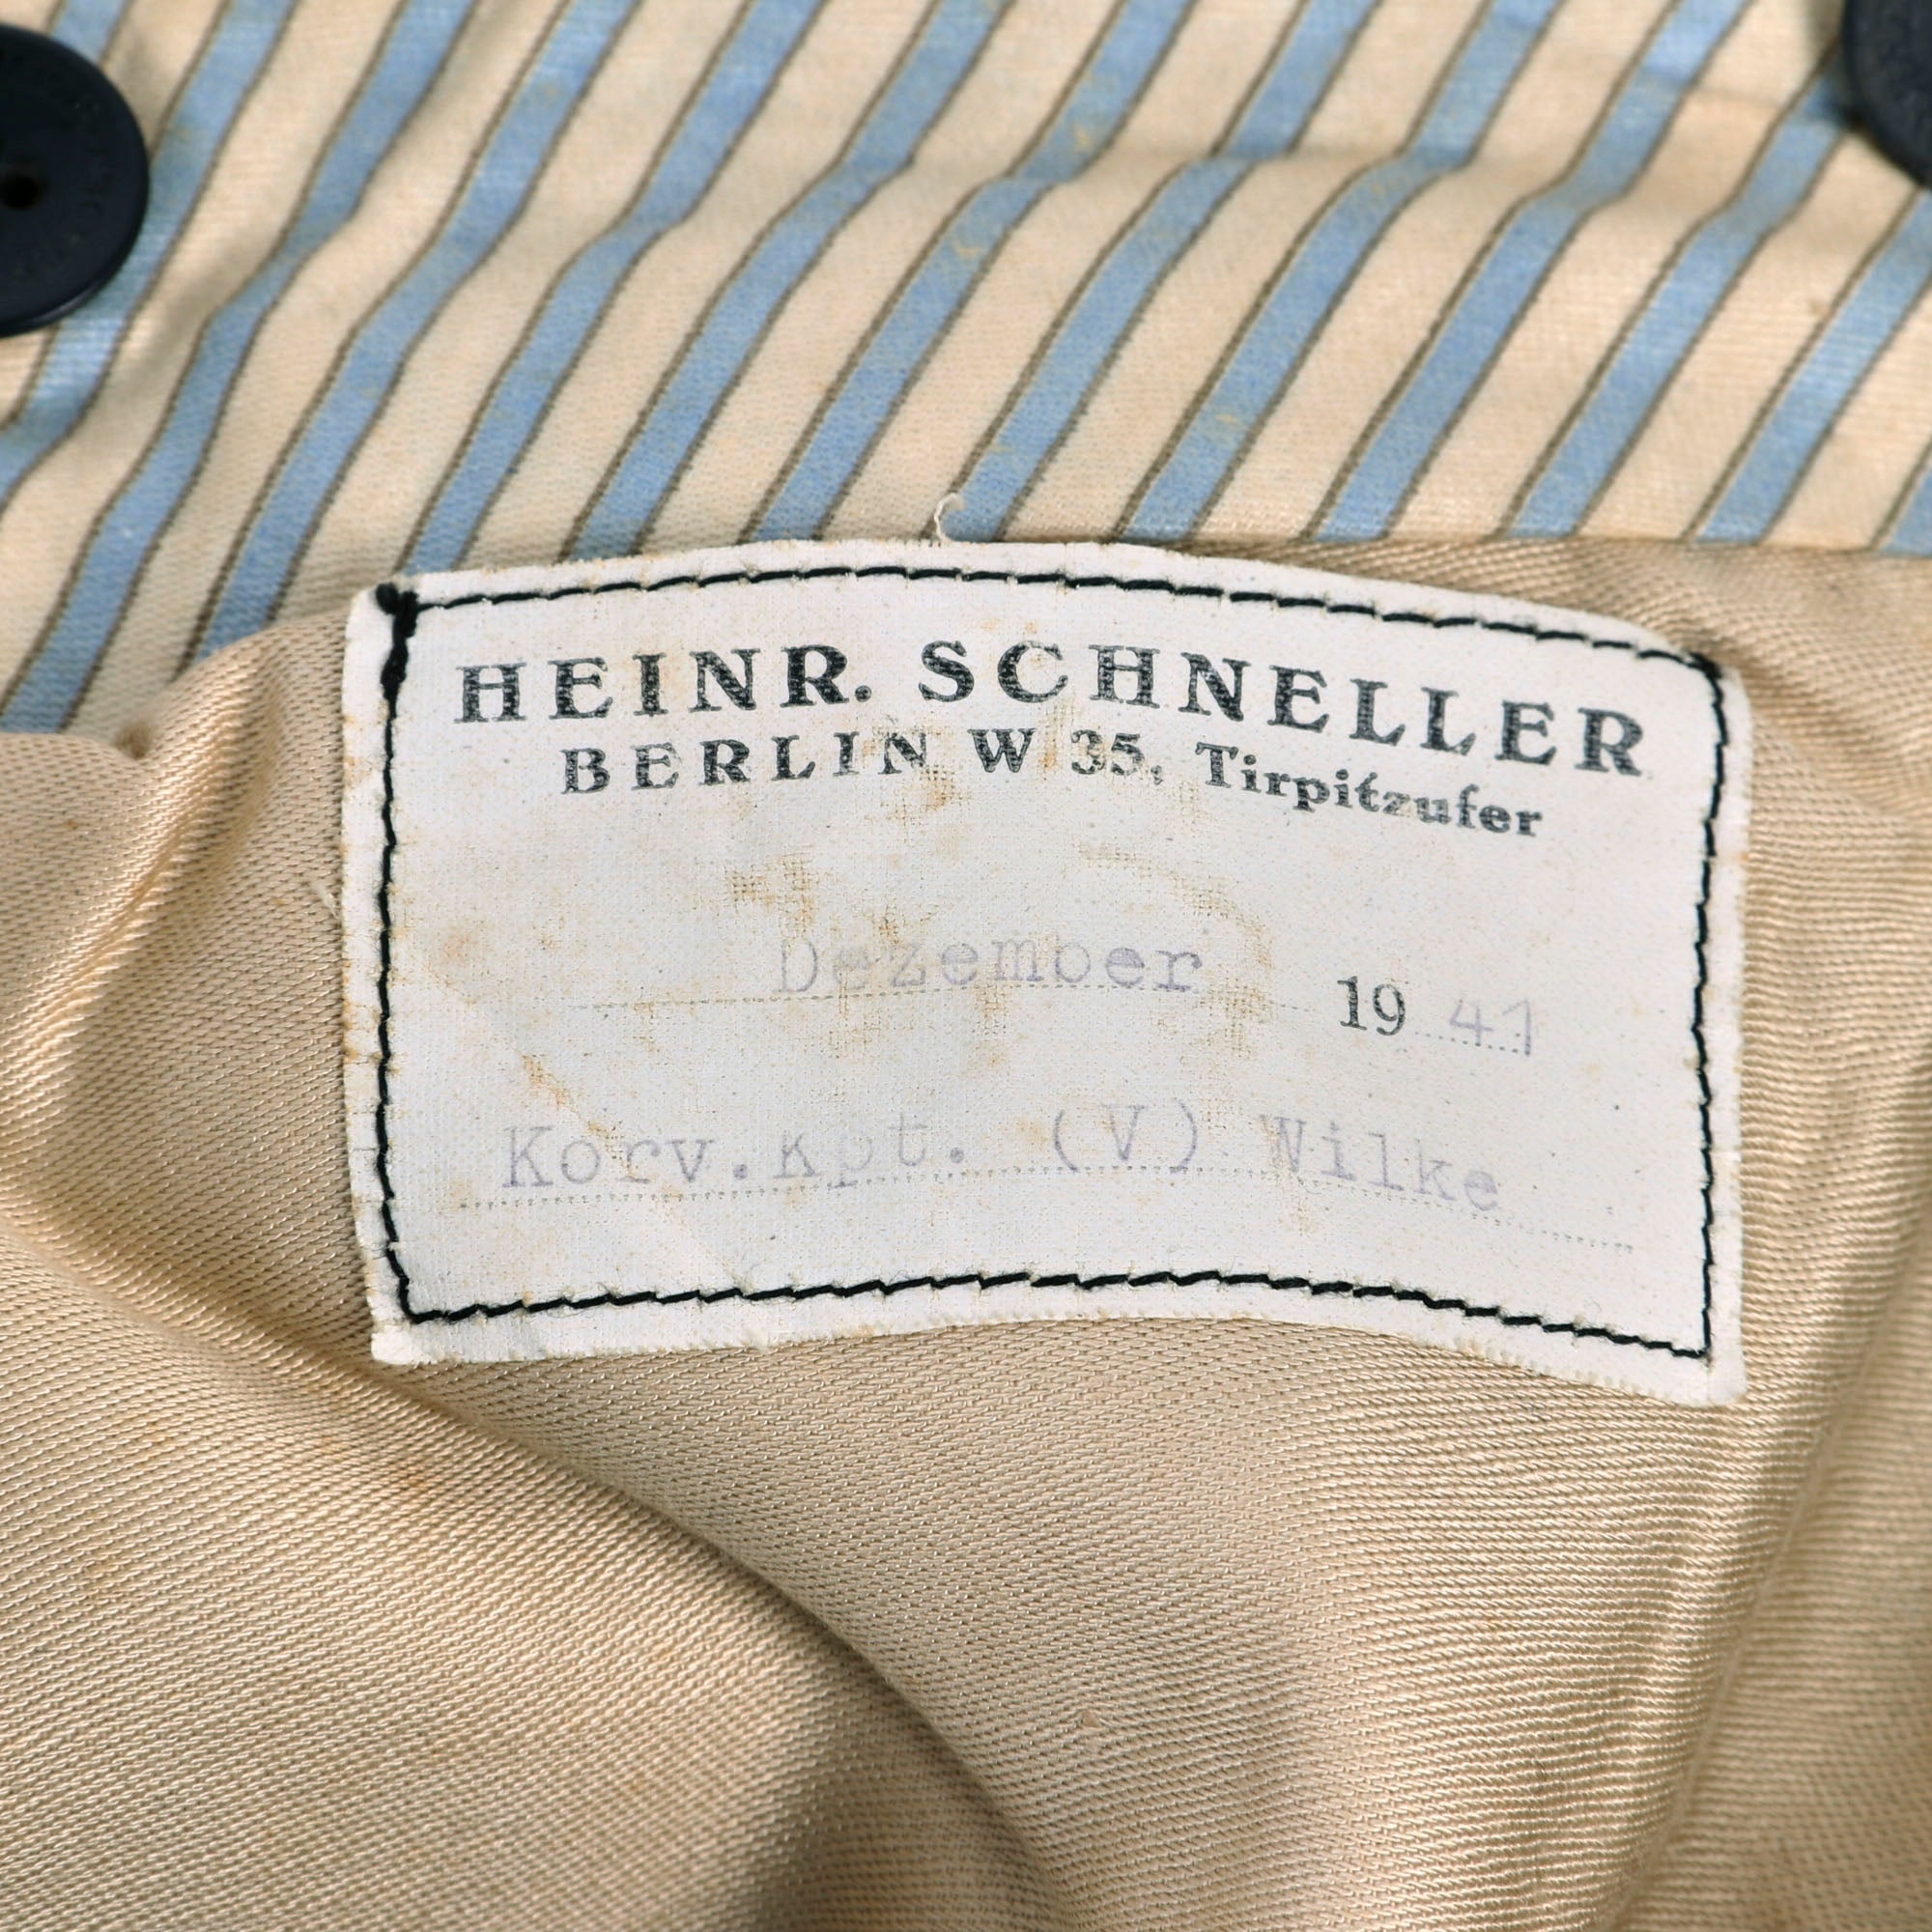 HEINR. SCHNELLER
BERLIN W 35, Tirpitzufer
Dezember 1941
Korv.Kpt. (V) Wilke